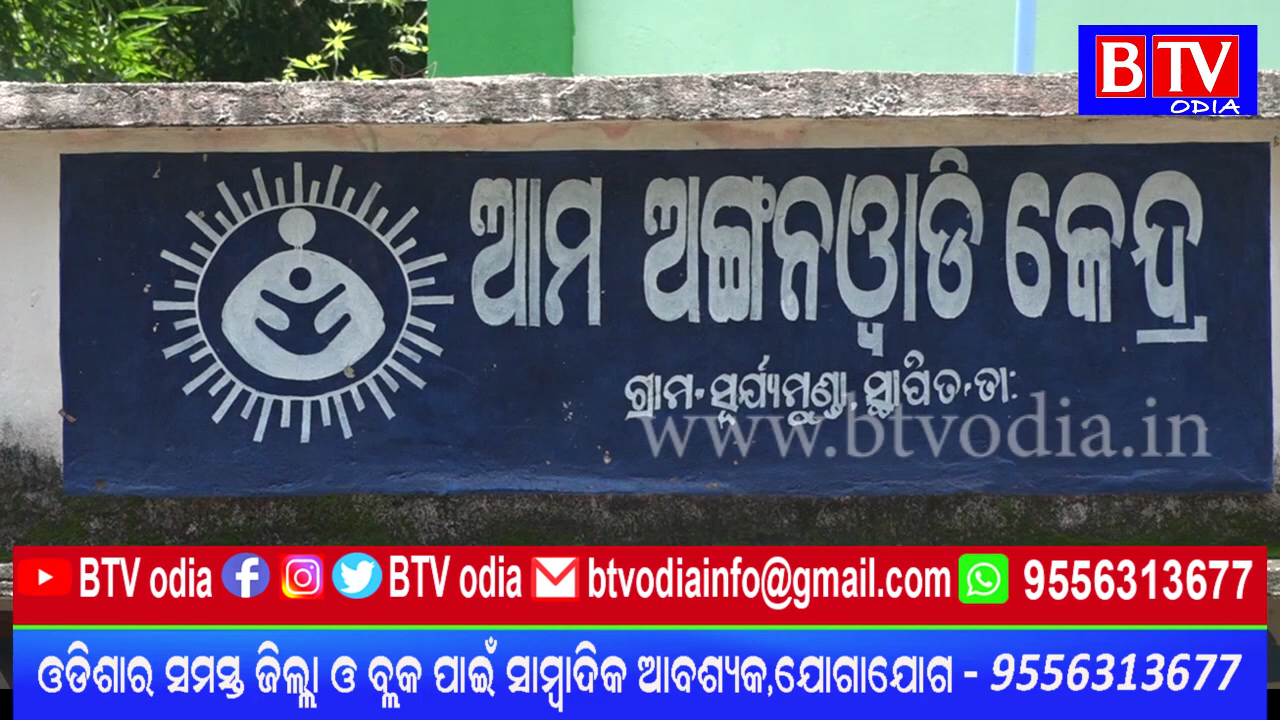 BTV
ODIA
ଆମ ଅଙ୍ଗନୱାଡି କେନ୍ଦ୍ର
ଗ୍ରାମ-ସୂର୍ଯ୍ୟମୁଣ୍ଡା, ସ୍ଥାପିତ-ତା:
www.btvodia.in
BTV odia BTV odia btvodiainfo@gmail.com 9556313677
ଓଡିଶାର ସମସ୍ତ ଜିଲ୍ଲା ଓ ବ୍ଲକ ପାଇଁ ସାମ୍ବାଦିକ ଆବଶ୍ୟକ,ଯୋଗାଯୋଗ - 9556313677